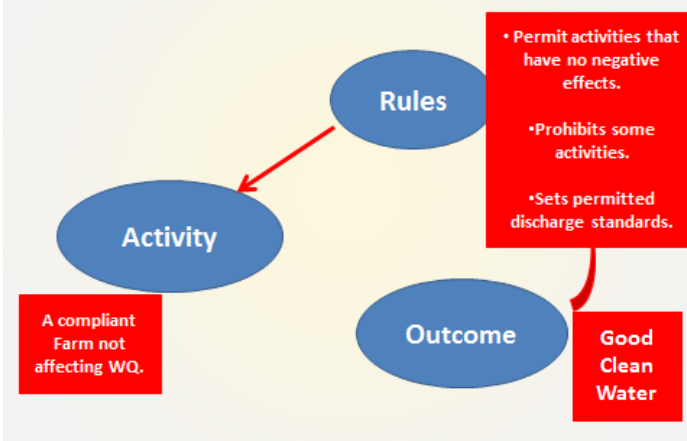 • Permit activities that
have no negative
effects.
•Prohibits some
activities.
•Sets permitted
discharge standards.
Rules
Activity
A compliant
Farm not
affecting WQ.
Outcome
Good
Clean
Water